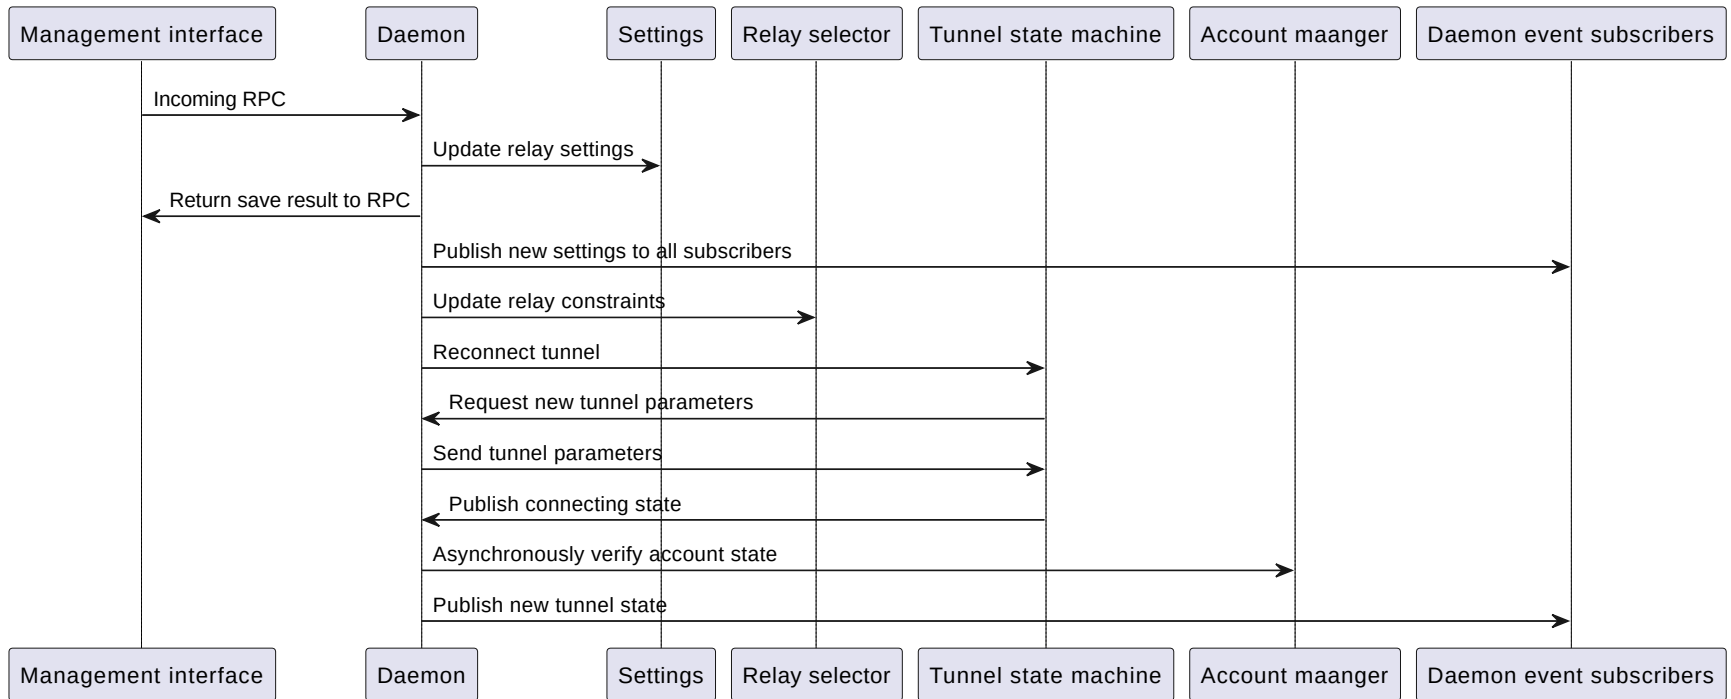 Management interface
Daemon
Settings
Relay selector
Tunnel state machine
Account maanger
Daemon event subscribers
Incoming RPC
Update relay settings
Return save result to RPC
Publish new settings to all subscribers
Update relay constraints
Reconnect tunnel
Request new tunnel parameters
Send tunnel parameters
Publish connecting state
Asynchronously verify account state
Publish new tunnel state
Management interface
Daemon
Settings
Relay selector
Tunnel state machine
Account maanger
Daemon event subscribers